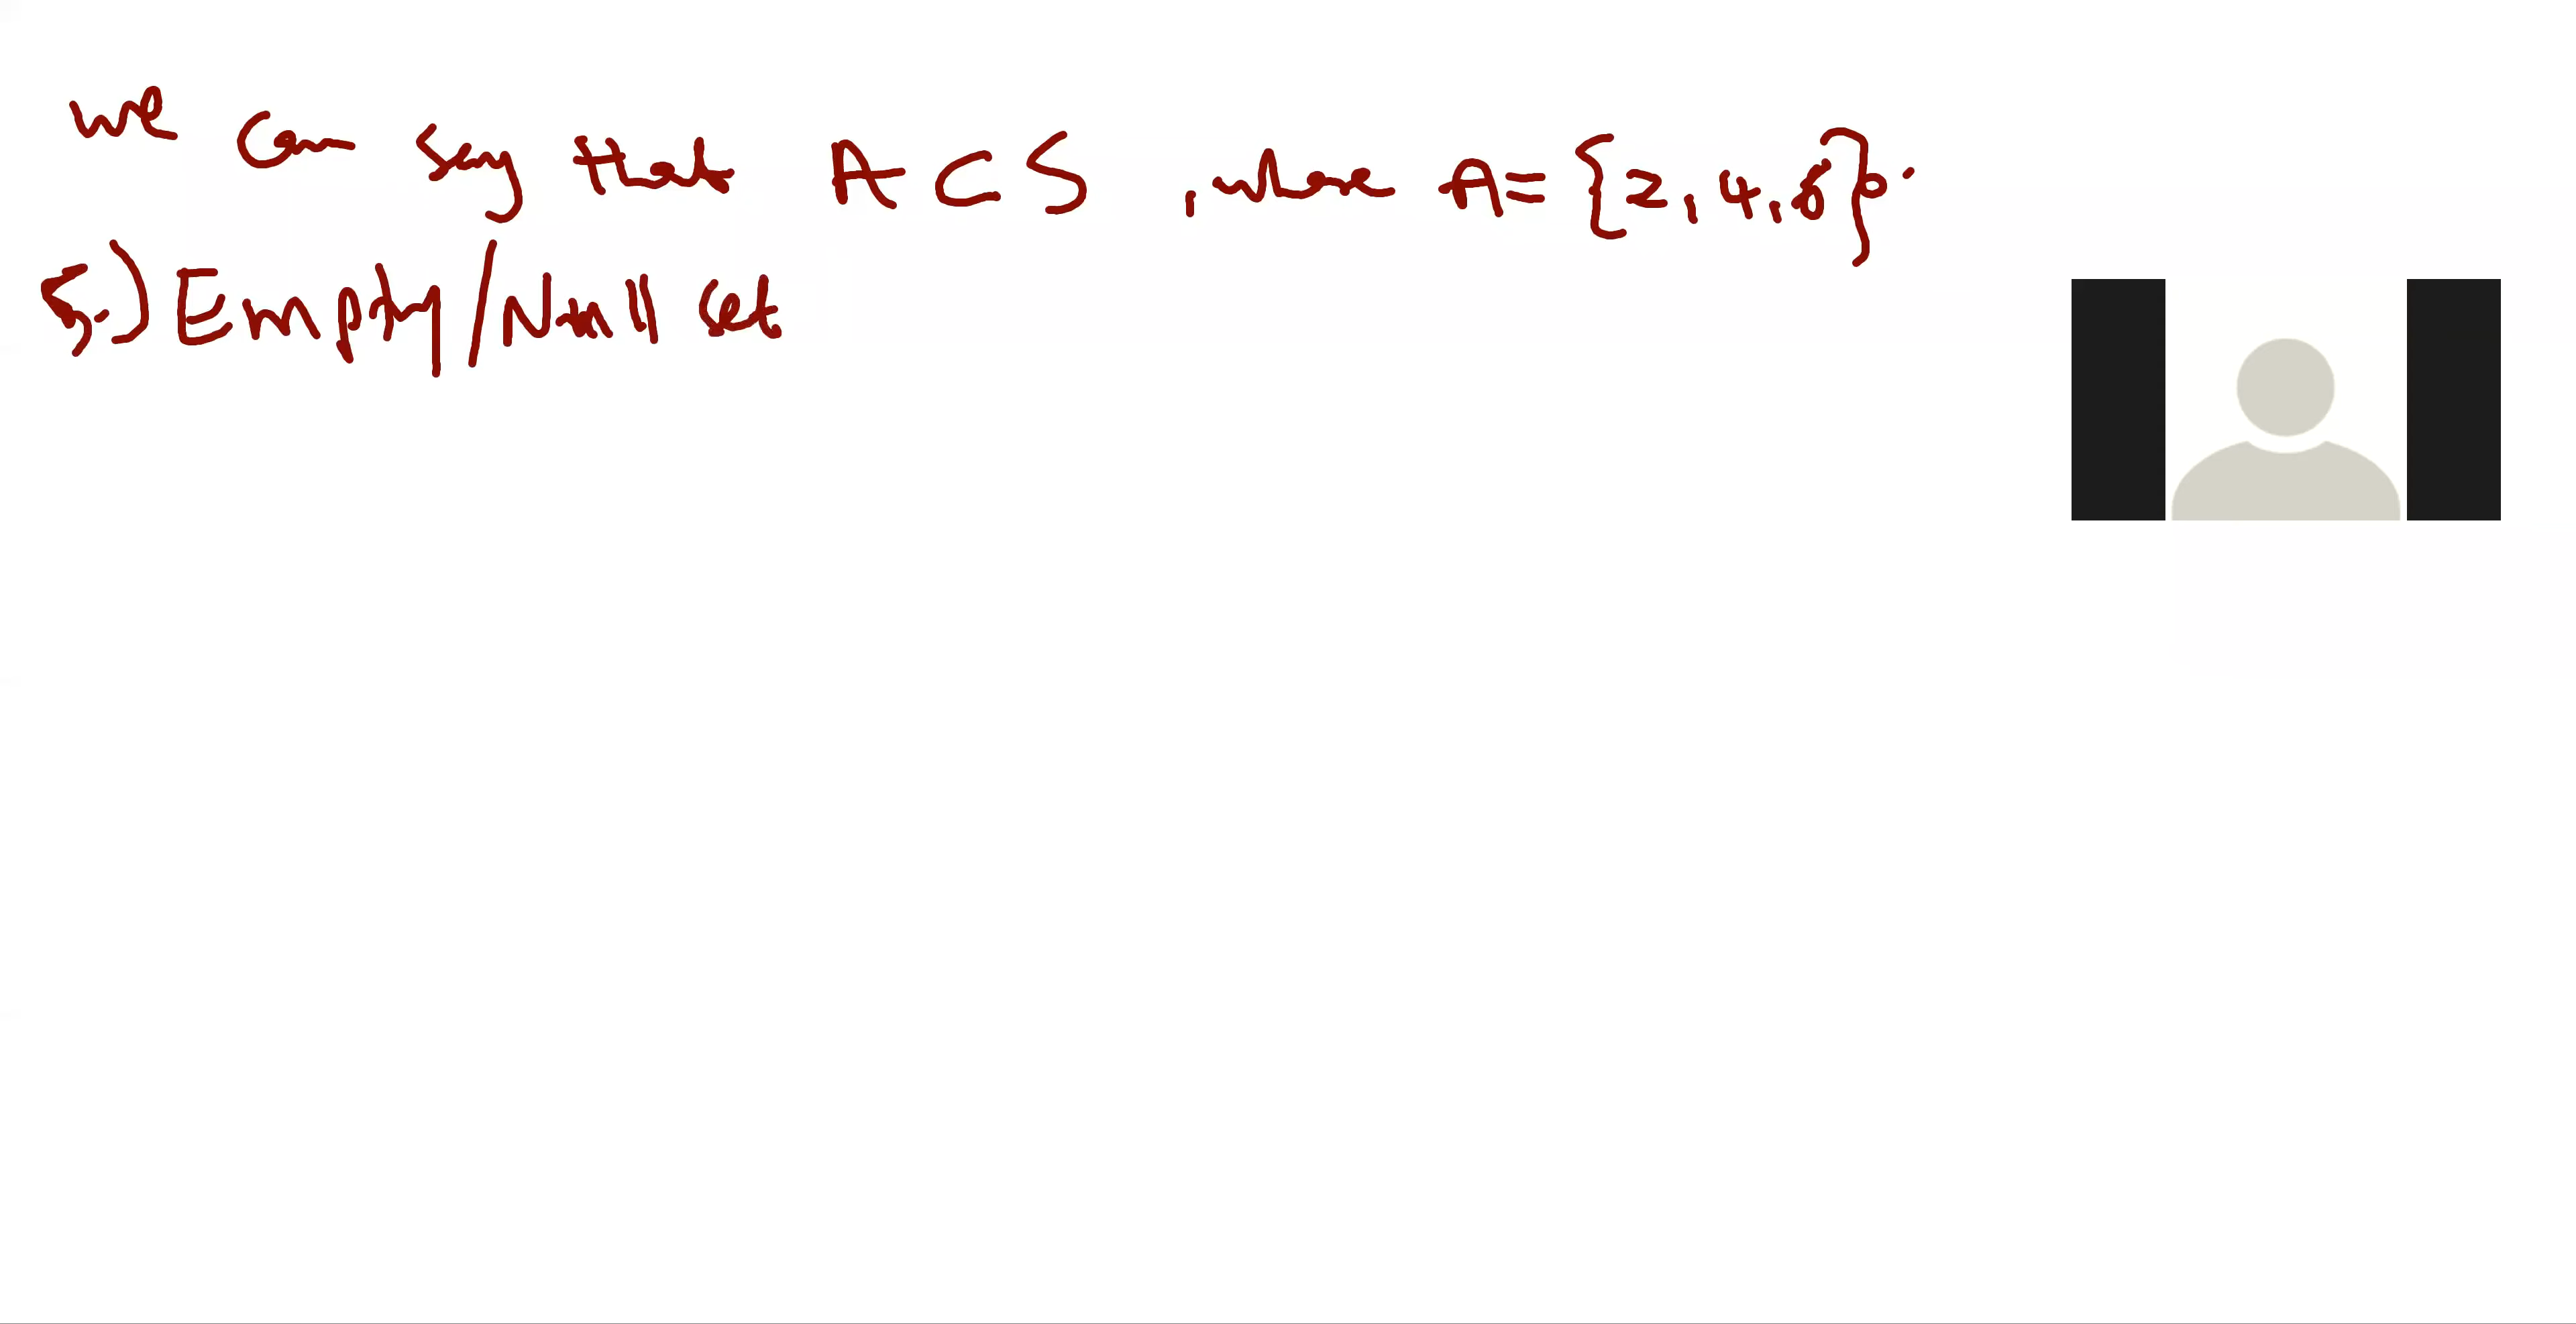 we can say that A ⊂ S , where A = {2, 4, 6}.
5.) Empty/Null set